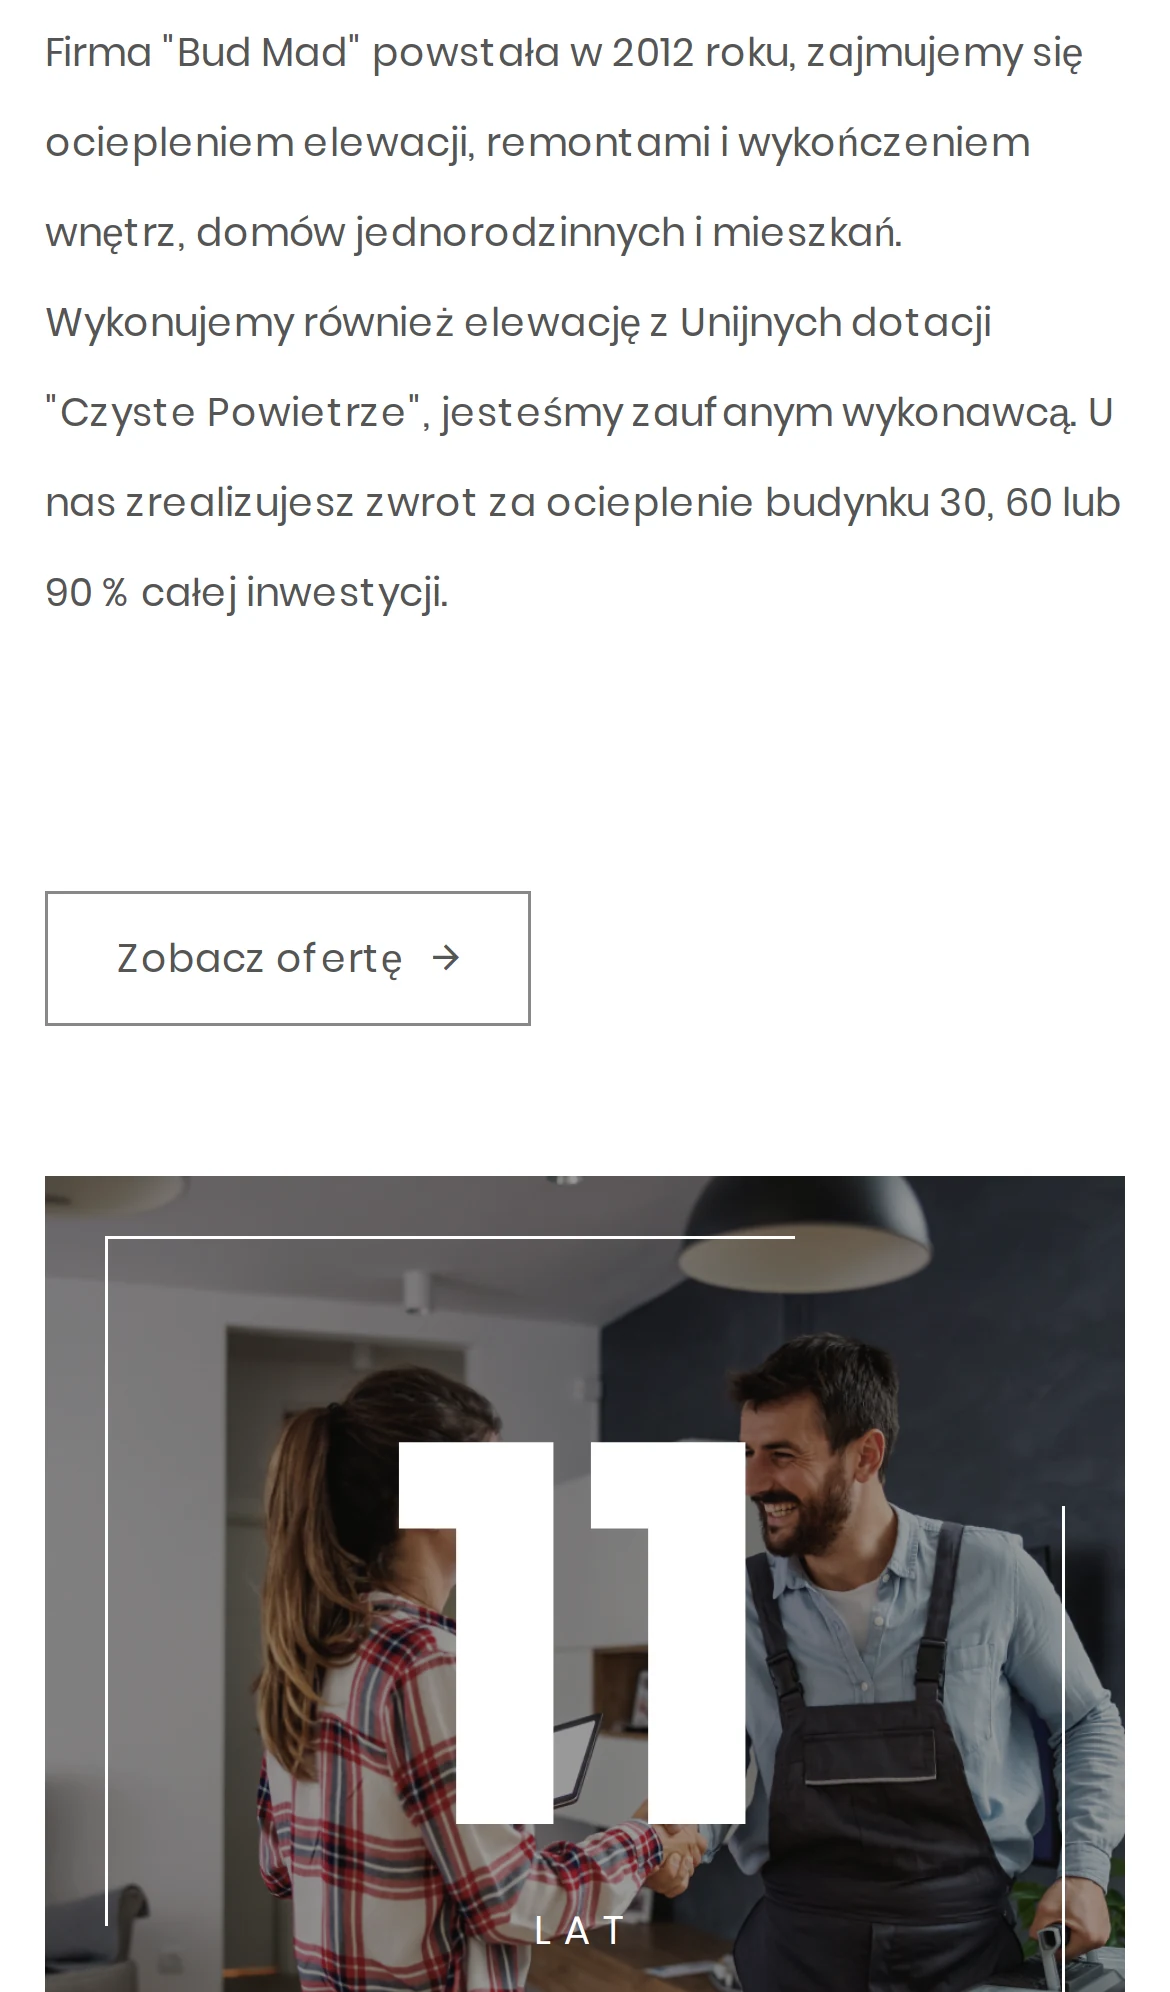 Firma "Bud Mad" powstała w 2012 roku, zajmujemy się
ociepleniem elewacji, remontami i wykończeniem
wnętrz, domów jednorodzinnych i mieszkań.
Wykonujemy również elewację z Unijnych dotacji
"Czyste Powietrze", jesteśmy zaufanym wykonawcą. U
nas zrealizujesz zwrot za ocieplenie budynku 30, 60 lub
90 % całej inwestycji.
Zobacz ofertę →
11
LAT